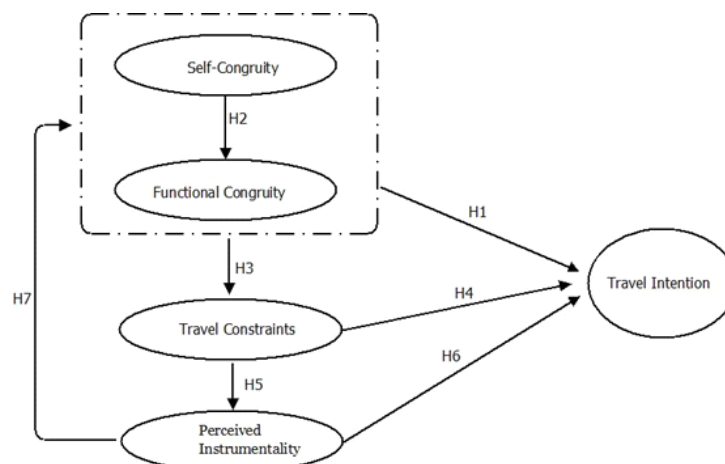 Self-Congruity
H2
Functional Congruity
H1
H3
Travel Intention
H7
H4
Travel Constraints
H6
H5
Perceived
Instrumentality